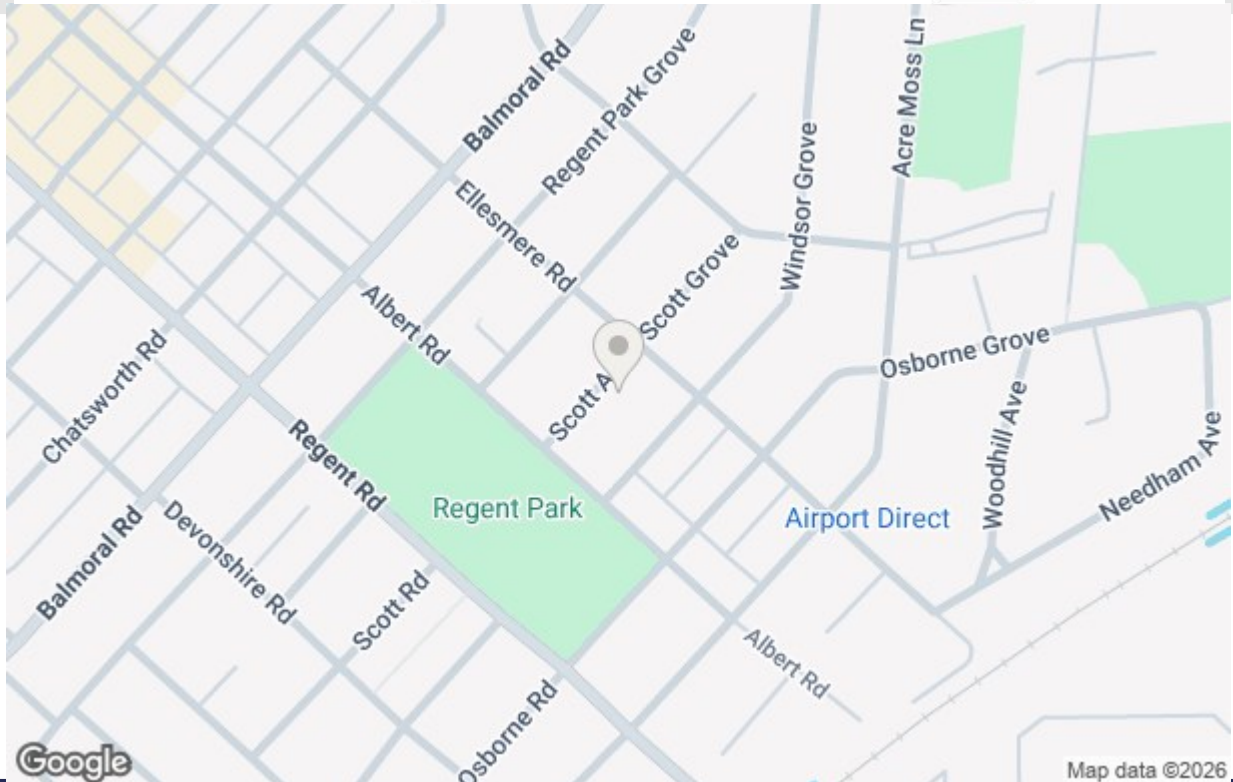 Balmoral Rd
Regent Park Grove
Acre Moss Ln
Ellesmere Rd
Windsor Grove
Scott Grove
Albert Rd
Chatsworth Rd
Osborne Grove
Scott A
Woodhill Ave
Needham Ave
Regent Rd
Regent Park
Airport Direct
Devonshire Rd
Balmoral Rd
Scott Rd
Albert Rd
Osborne Rd
Google
Map data ©2026